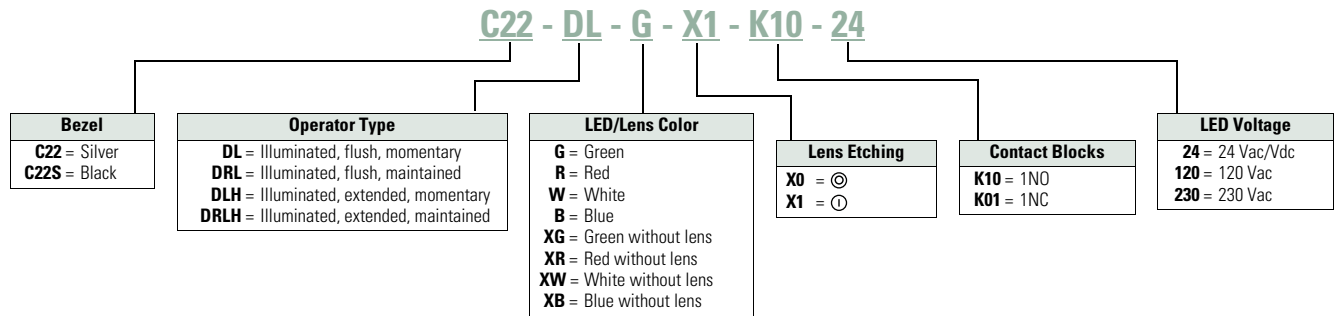 C22 - DL - G - X1 - K10 - 24
Bezel
C22 = Silver
C22S = Black
Operator Type
DL = Illuminated, flush, momentary
DRL = Illuminated, flush, maintained
DLH = Illuminated, extended, momentary
DRLH = Illuminated, extended, maintained
LED/Lens Color
G = Green
R = Red
W = White
B = Blue
XG = Green without lens
XR = Red without lens
XW = White without lens
XB = Blue without lens
Lens Etching
X0 = ◎
X1 = ⏼
Contact Blocks
K10 = 1NO
K01 = 1NC
LED Voltage
24 = 24 Vac/Vdc
120 = 120 Vac
230 = 230 Vac